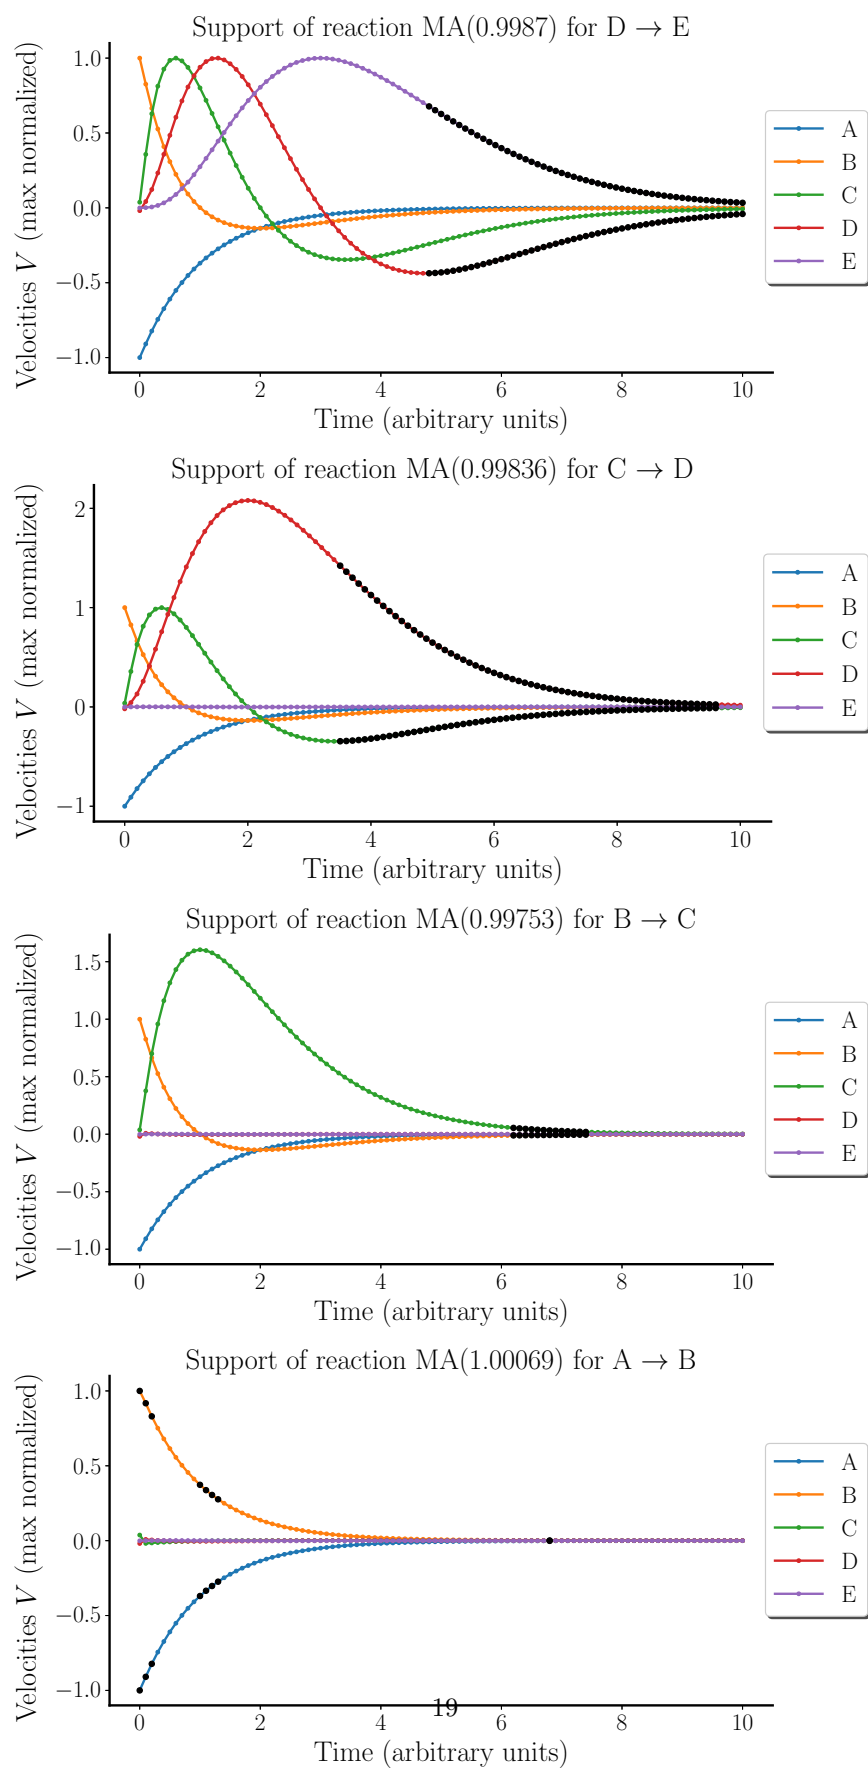 Support of reaction MA(0.9987) for D → E
Velocities V (max normalized)
1.0
0.5
0.0
−0.5
−1.0
0 2 4 6 8 10
Time (arbitrary units)
A
B
C
D
E
Support of reaction MA(0.99836) for C → D
Velocities V (max normalized)
2
1
0
−1
0 2 4 6 8 10
Time (arbitrary units)
A
B
C
D
E
Support of reaction MA(0.99753) for B → C
Velocities V (max normalized)
1.5
1.0
0.5
0.0
−0.5
−1.0
0 2 4 6 8 10
Time (arbitrary units)
A
B
C
D
E
Support of reaction MA(1.00069) for A → B
Velocities V (max normalized)
1.0
0.5
0.0
−0.5
−1.0
0 2 4 6 8 10
Time (arbitrary units)
A
B
C
D
E
19